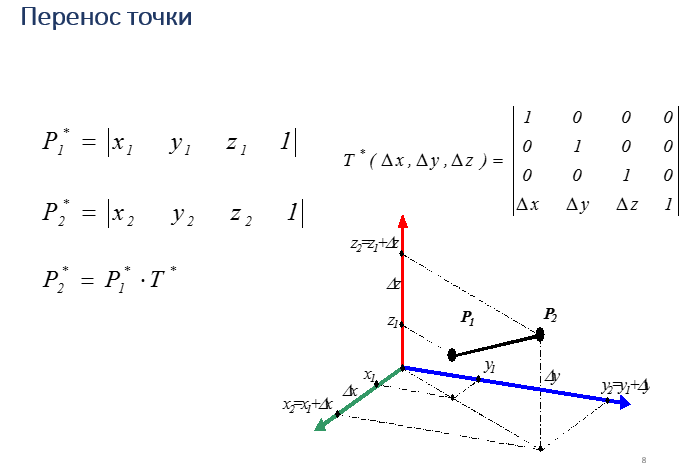 Перенос точки
P₁* = |x₁ y₁ z₁ 1|
P₂* = |x₂ y₂ z₂ 1|
P₂* = P₁* · T*
T*(Δx, Δy, Δz) =
1 0 0 0
0 1 0 0
0 0 1 0
Δx Δy Δz 1
z₂=z₁+Δz
Δz
z₁
P₁
P₂
x₁
Δx
x₂=x₁+Δx
y₁
Δy
y₂=y₁+Δy
8